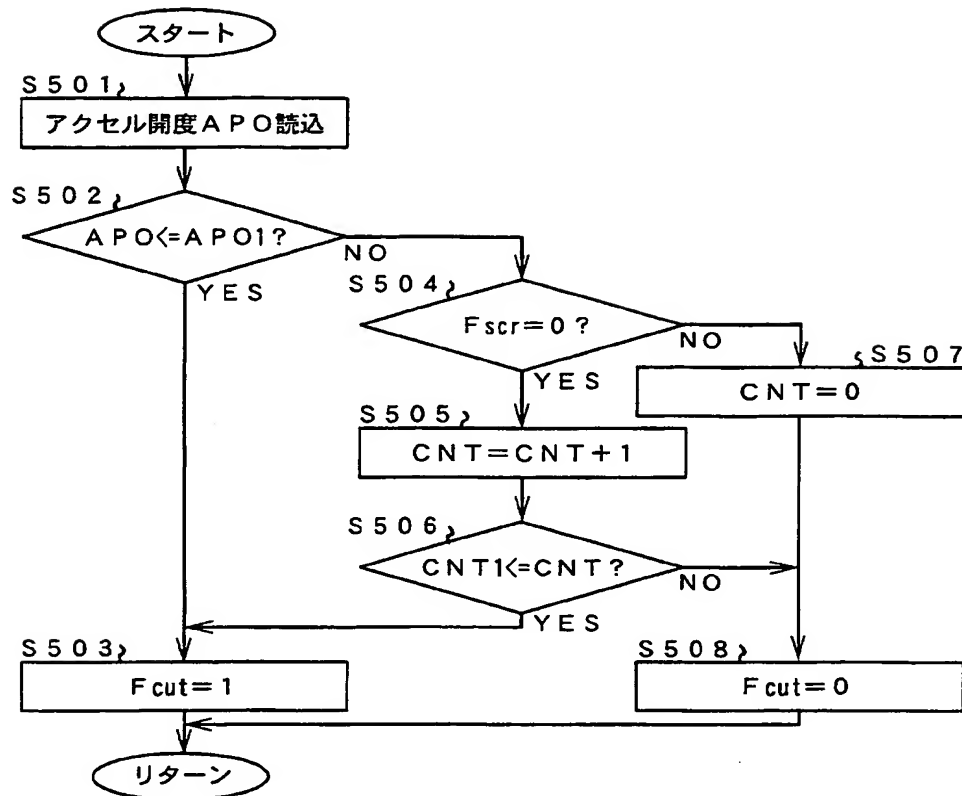 スタート
S501
アクセル開度APO読込
S502
APO<=APO1?
NO
YES
S504
Fscr=0?
NO
YES
S507
CNT=0
S505
CNT=CNT+1
S506
CNT1<=CNT?
NO
YES
S503
Fcut=1
S508
Fcut=0
リターン